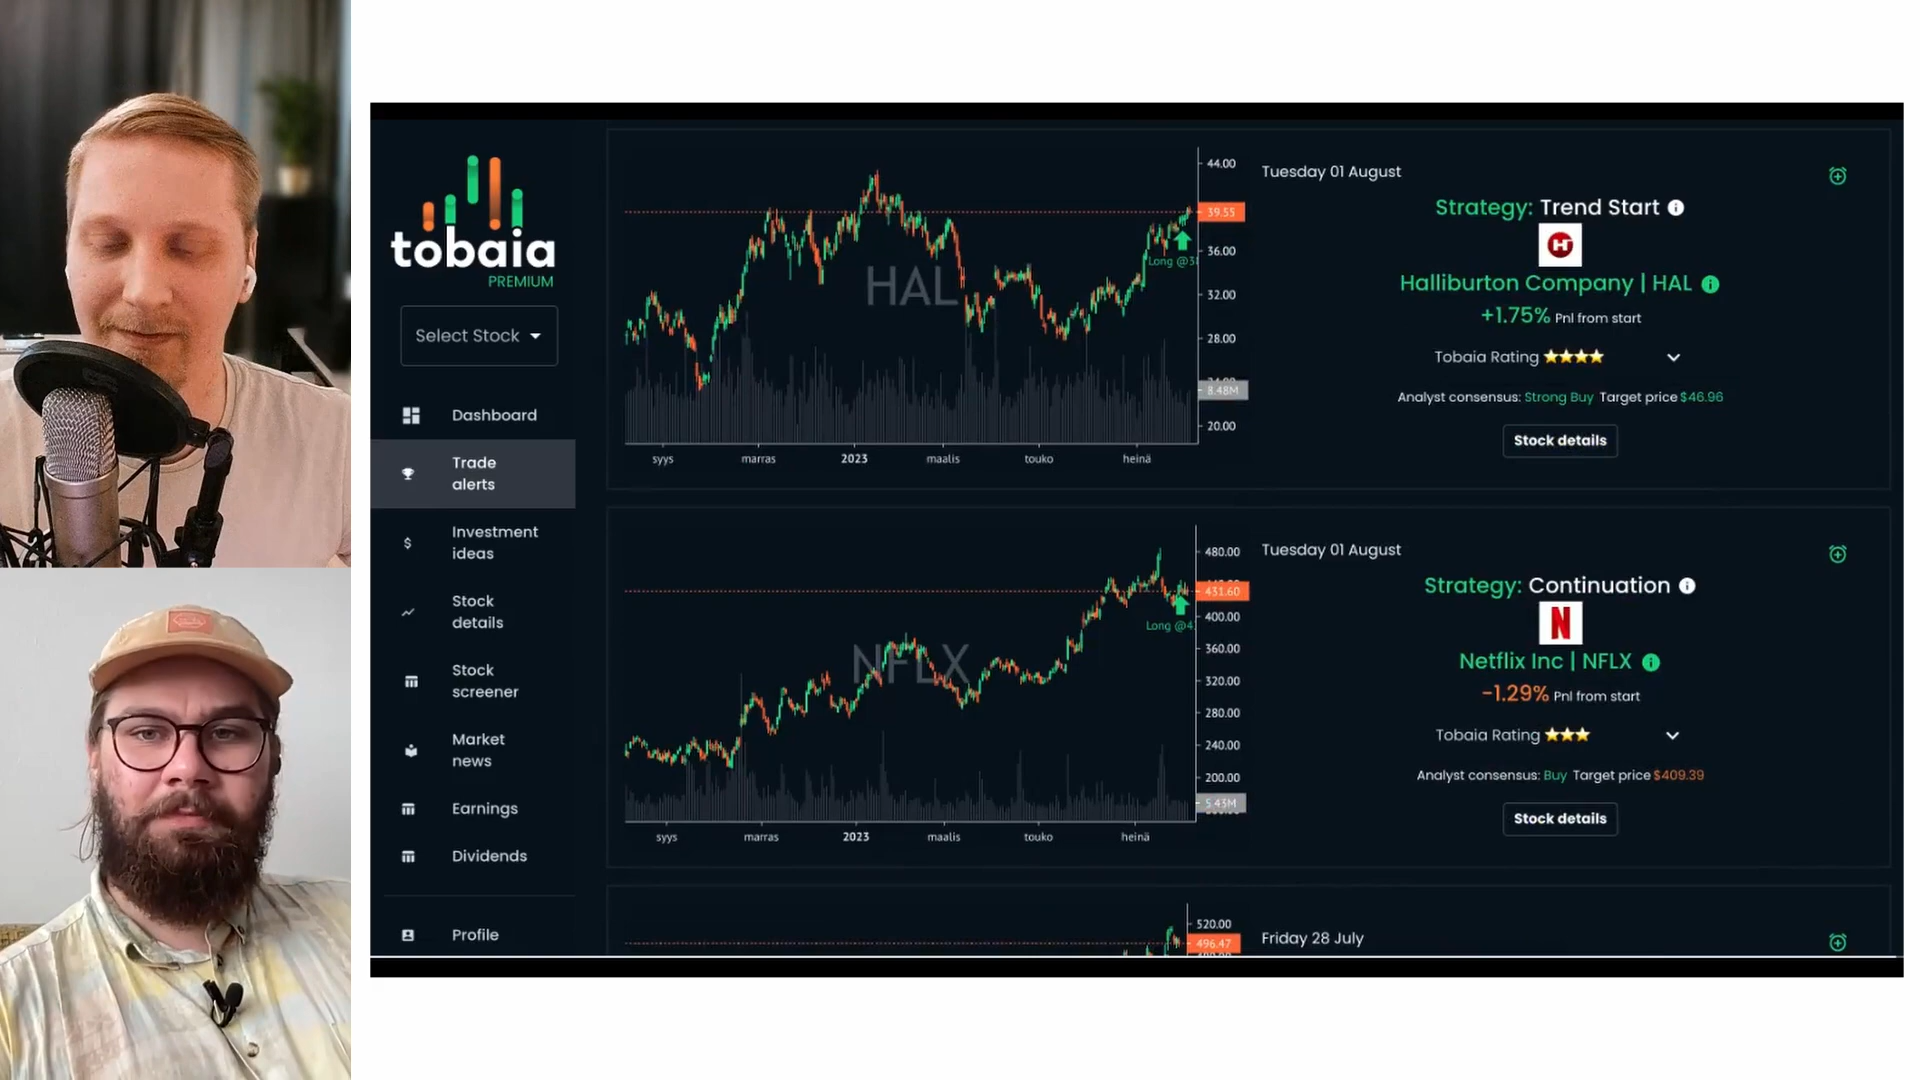 tobaia
PREMIUM
Select Stock
Dashboard
Trade
alerts
Investment
ideas
Stock
details
Stock
screener
Market
news
Earnings
Dividends
Profile
HAL
44.00
39.55
36.00
32.00
28.00
8.48M
20.00
Long @3
syys
marras
2023
maalis
touko
heinä
Tuesday 01 August
Strategy: Trend Start
Halliburton Company | HAL
+1.75% Pnl from start
Tobaia Rating
Analyst consensus: Strong Buy Target price $46.96
Stock details
NFLX
480.00
431.60
400.00
360.00
320.00
280.00
240.00
200.00
5.43M
Long @4
syys
marras
2023
maalis
touko
heinä
Tuesday 01 August
Strategy: Continuation
N
Netflix Inc | NFLX
-1.29% Pnl from start
Tobaia Rating
Analyst consensus: Buy Target price $409.39
Stock details
520.00
496.47
Friday 28 July